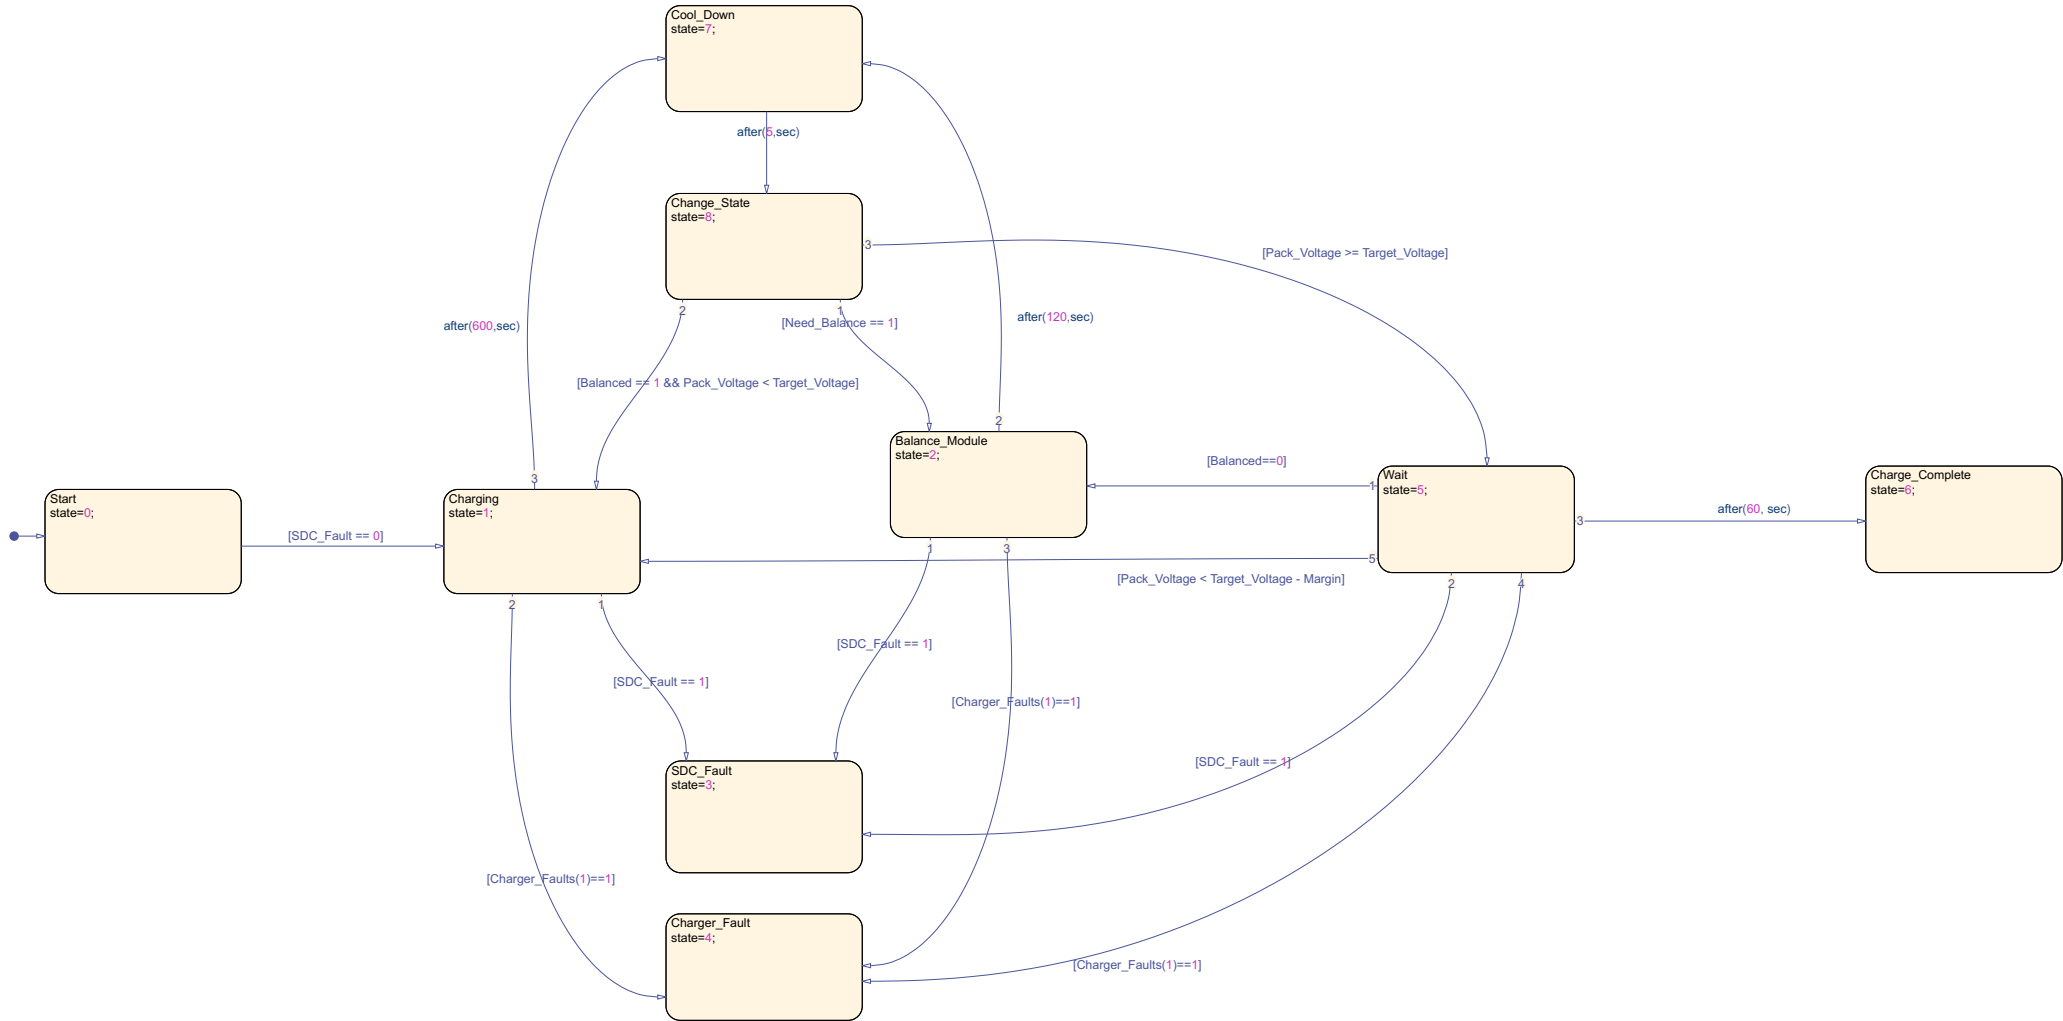 Cool_Down
state=7;
after(5,sec)
Change_State
state=8;
3
[Pack_Voltage >= Target_Voltage]
2
1
[Need_Balance == 1]
after(600,sec)
after(120,sec)
[Balanced == 1 && Pack_Voltage < Target_Voltage]
2
Balance_Module
state=2;
[Balanced==0]
1
Wait
state=5;
Charge_Complete
state=6;
3
Start
state=0;
Charging
state=1;
3
after(60, sec)
[SDC_Fault == 0]
1
3
5
[Pack_Voltage < Target_Voltage - Margin]
2
4
2
1
[SDC_Fault == 1]
[SDC_Fault == 1]
[Charger_Faults(1)==1]
[SDC_Fault == 1]
SDC_Fault
state=3;
[Charger_Faults(1)==1]
Charger_Fault
state=4;
[Charger_Faults(1)==1]